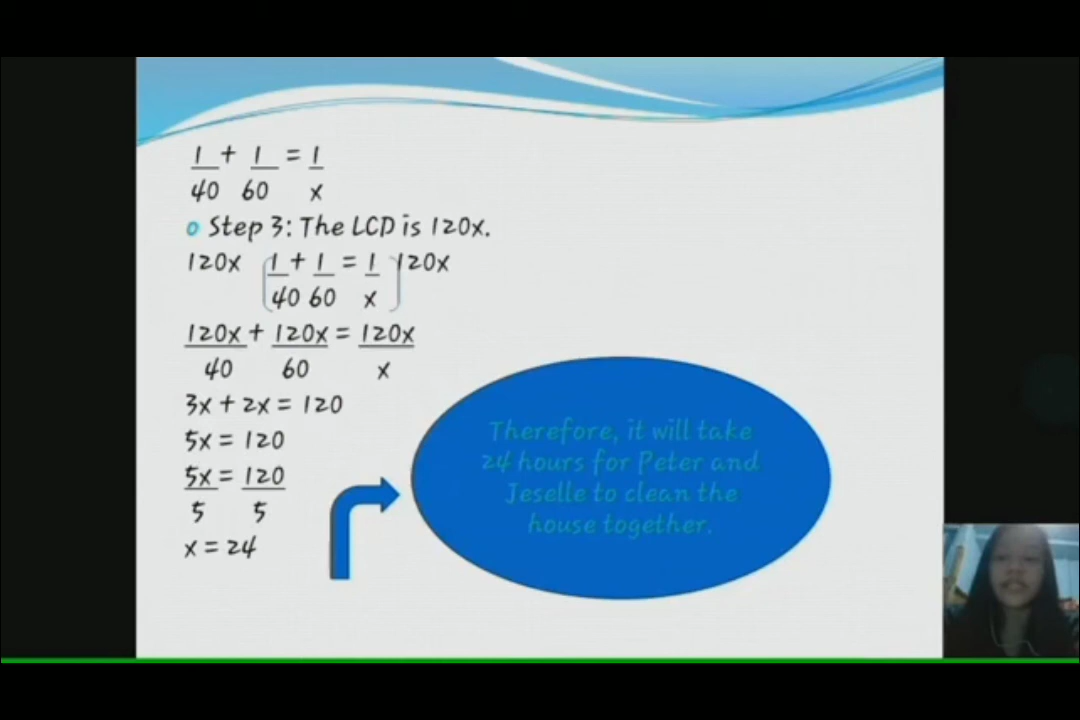 1 + 1 = 1
40 60 x
o Step 3: The LCD is 120x.
120x (1 + 1 = 1) 120x
40 60 x
120x + 120x = 120x
40 60 x
3x + 2x = 120
5x = 120
5x = 120
5 5
x = 24
Therefore, it will take
24 hours for Peter and
Jeselle to clean the
house together.